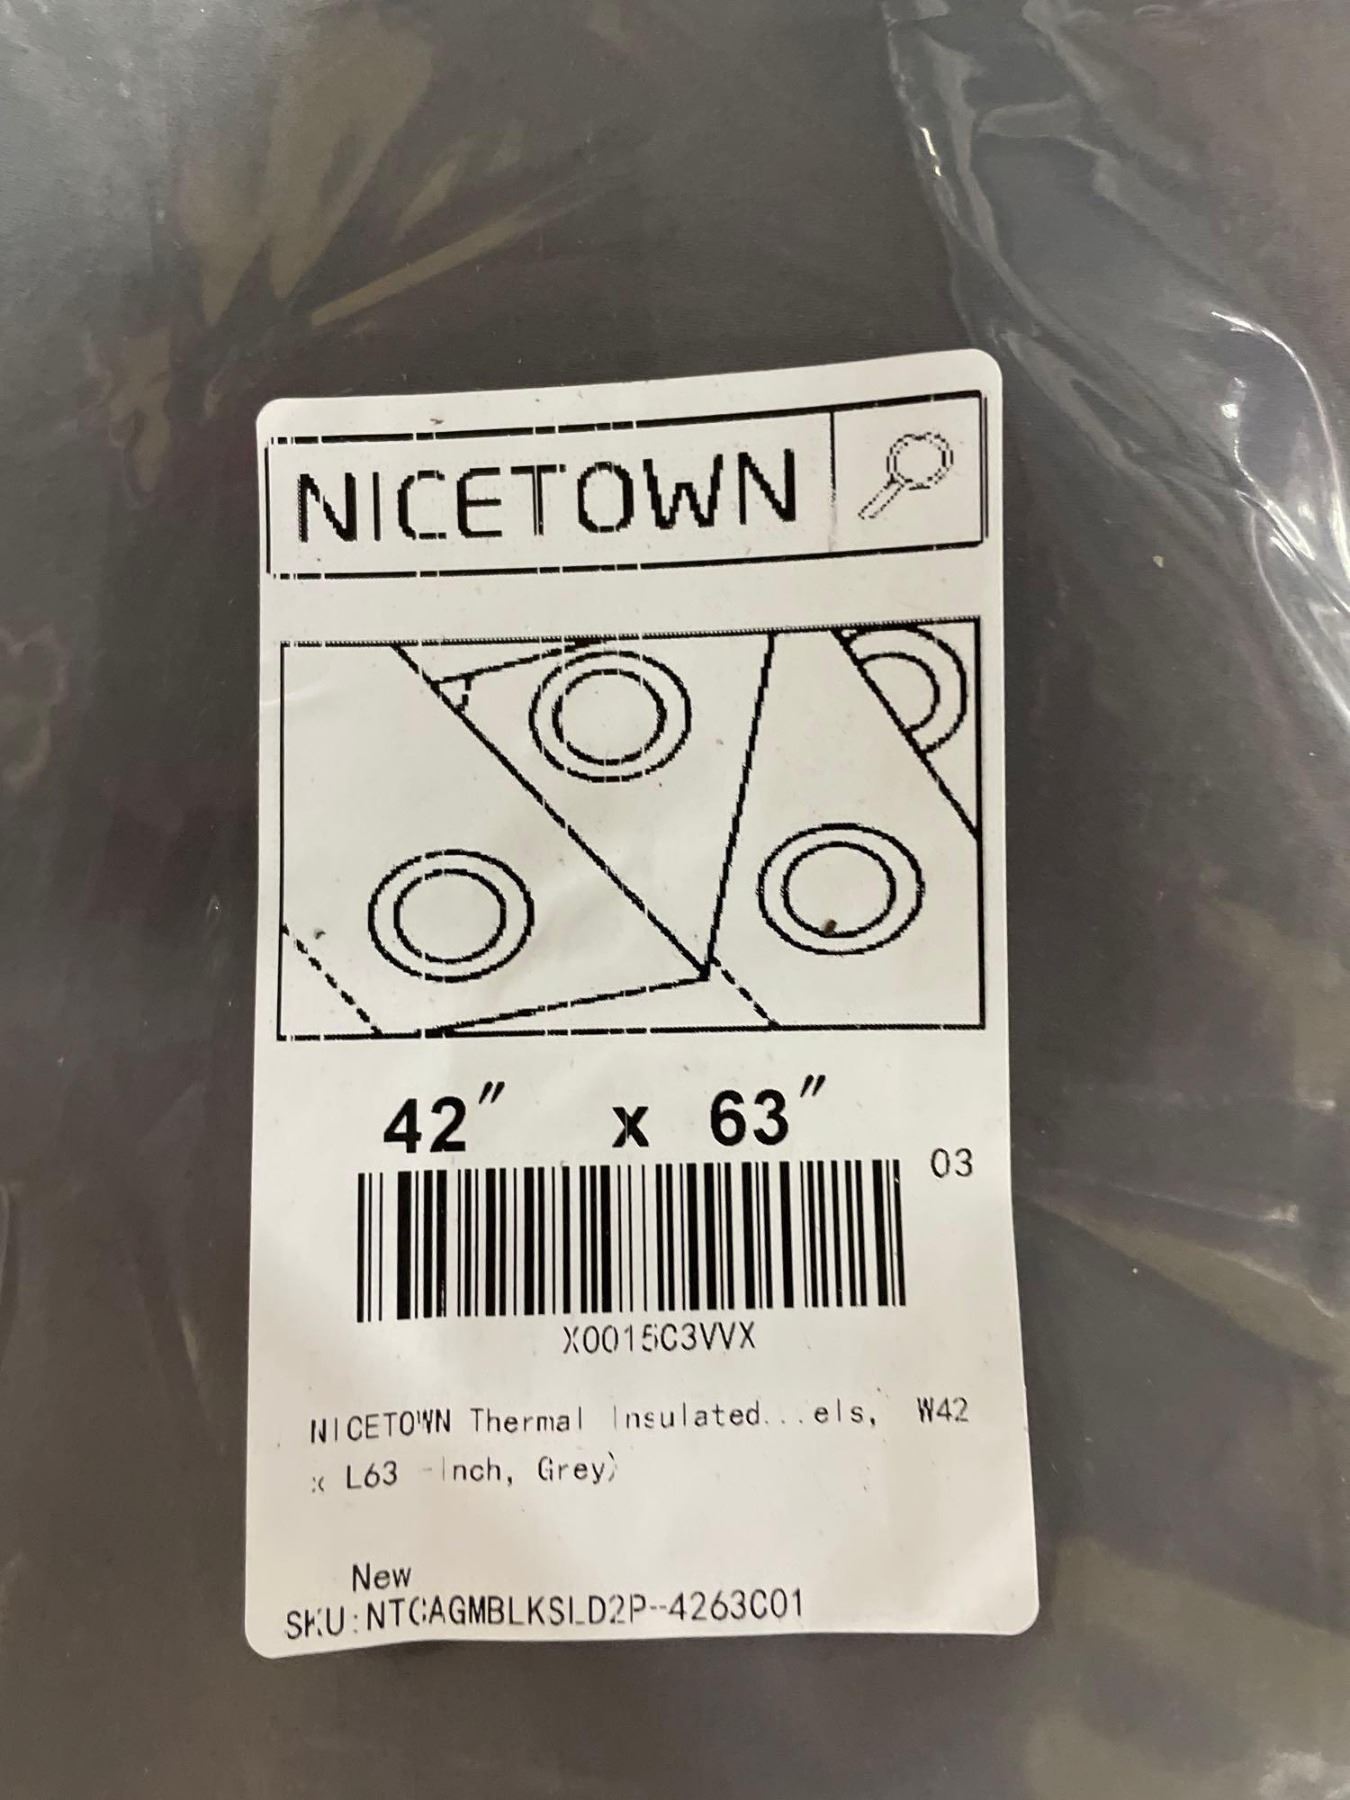 NICETOWN
42" x 63"
03
X0015C3VVX
NICETOWN Thermal Insulated...els, W42
x L63 -Inch, Grey)
New
SKU:NTCAGMBLKSLD2P-4263C01